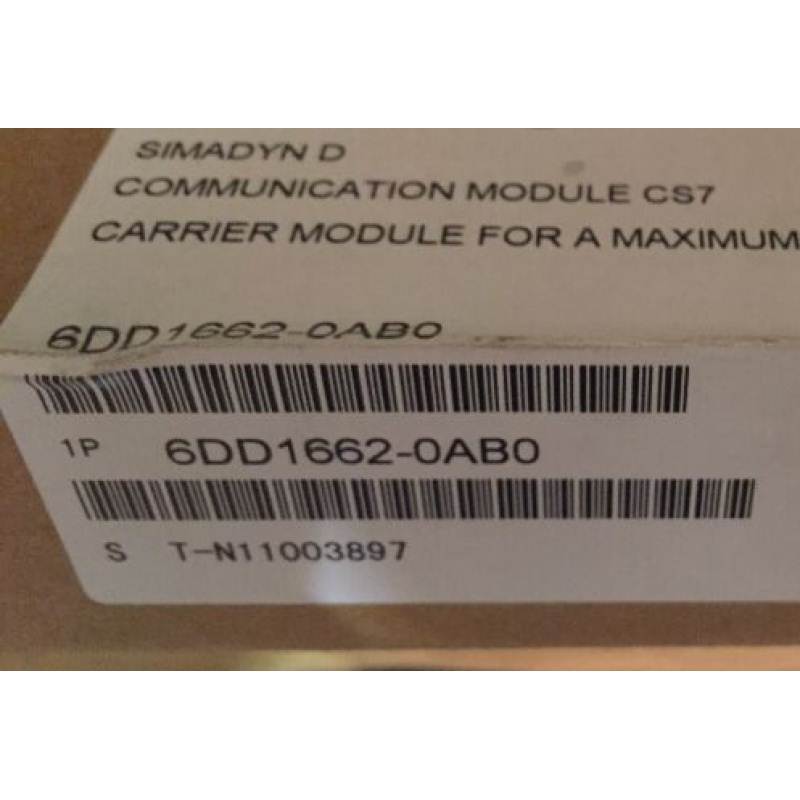 SIMADYN D
COMMUNICATION MODULE CS7
CARRIER MODULE FOR A MAXIMUM
6DD1662-0AB0
1P 6DD1662-0AB0
S T-N11003897